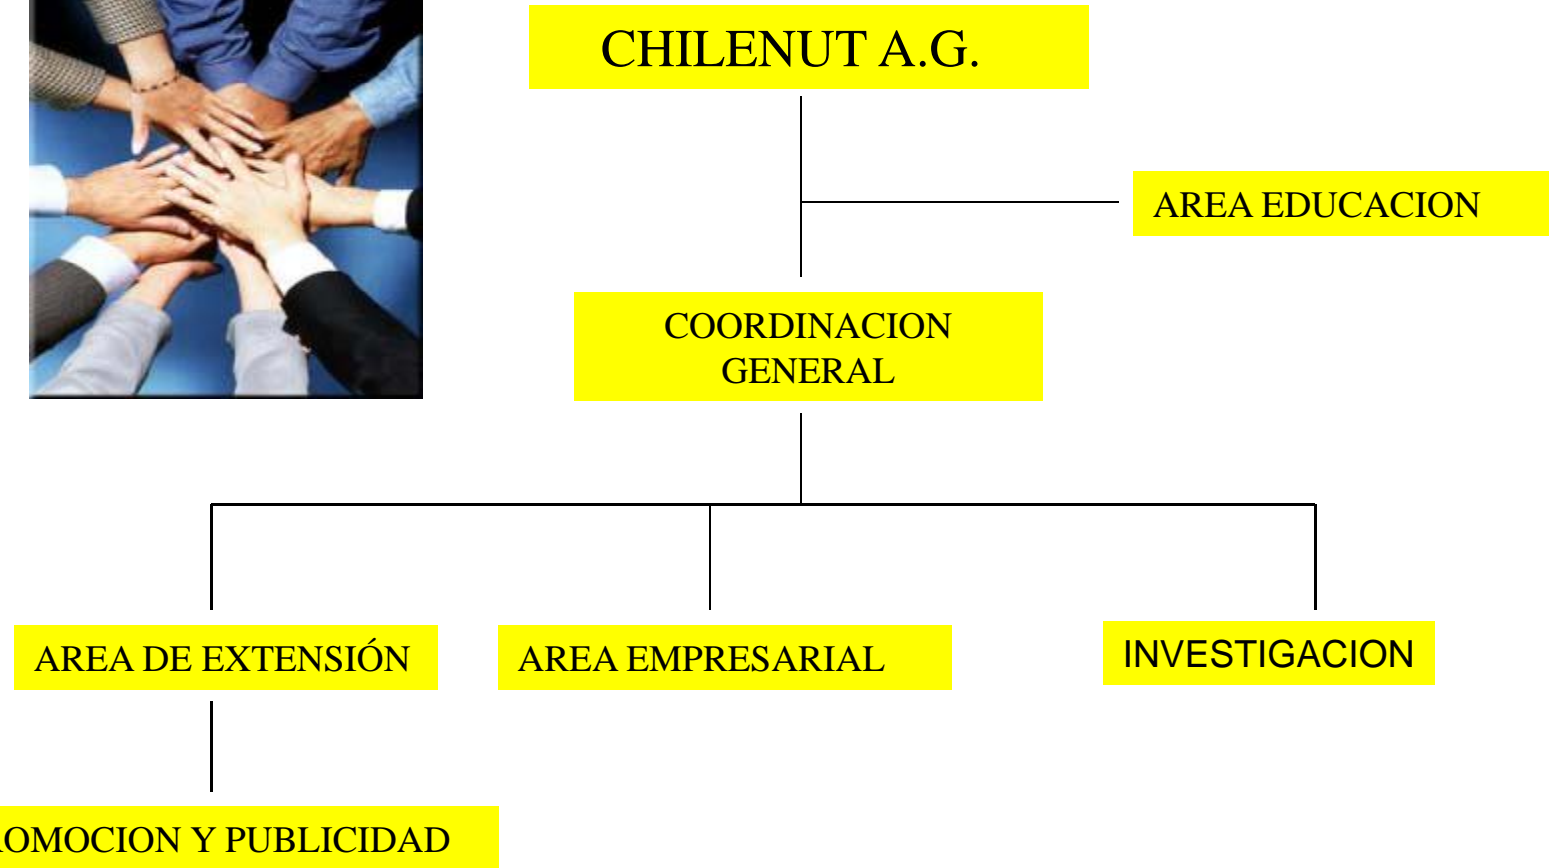 CHILENUT A.G.
AREA EDUCACION
COORDINACION
GENERAL
AREA DE EXTENSIÓN
AREA EMPRESARIAL
INVESTIGACION
OMOCION Y PUBLICIDAD